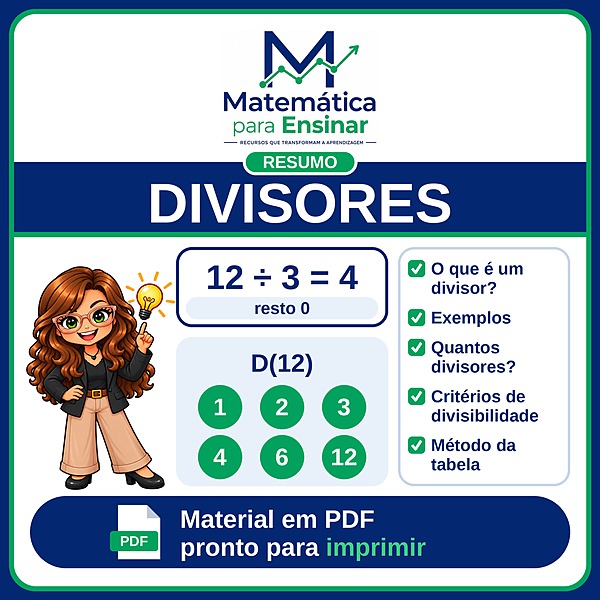 M
Matemática
para Ensinar
RECURSOS QUE TRANSFORMAM A APRENDIZAGEM
RESUMO
DIVISORES
12 ÷ 3 = 4
resto 0
D(12)
1 2 3
4 6 12
O que é um
divisor?
Exemplos
Quantos
divisores?
Critérios de
divisibilidade
Método da
tabela
PDF
Material em PDF
pronto para imprimir